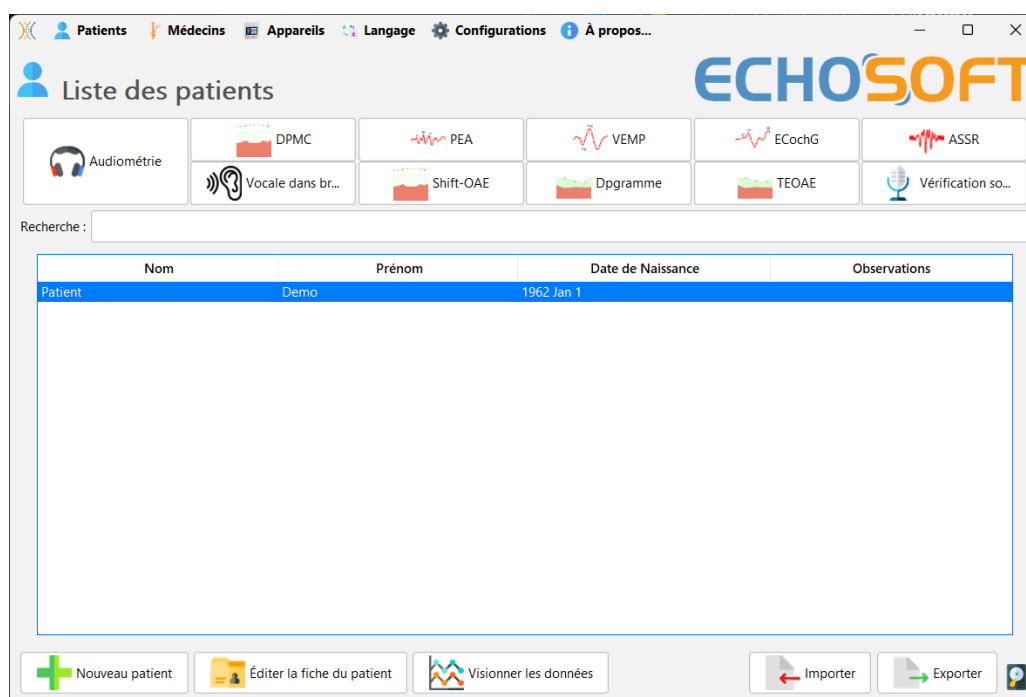 Patients Médecins Appareils Langage Configurations À propos...
Liste des patients
ECHOSOFT
Audiométrie
DPMC PEA VEMP ECochG ASSR
Vocale dans br... Shift-OAE Dpgramme TEOAE Vérification so...
Recherche :
Nom Prénom Date de Naissance Observations
Patient Demo 1962 Jan 1
Nouveau patient Éditer la fiche du patient Visionner les données Importer Exporter